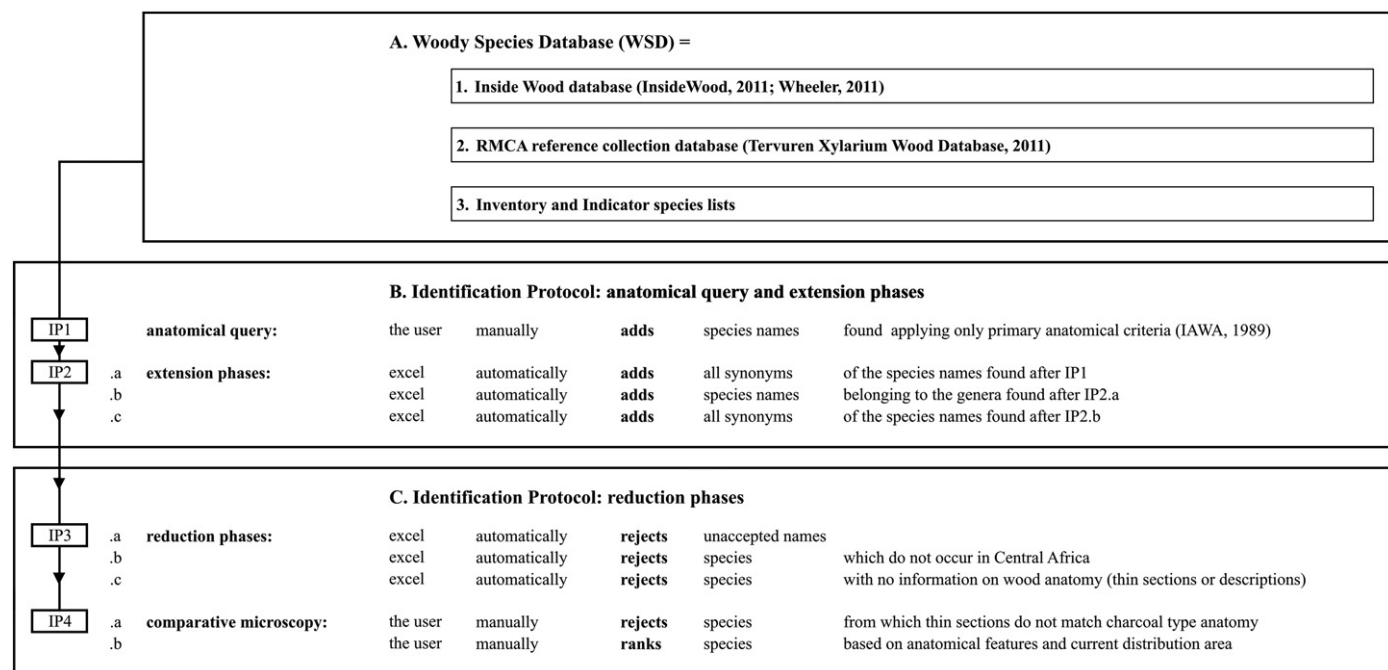 A. Woody Species Database (WSD) =
1. Inside Wood database (InsideWood, 2011; Wheeler, 2011)
2. RMCA reference collection database (Tervuren Xylarium Wood Database, 2011)
3. Inventory and Indicator species lists
B. Identification Protocol: anatomical query and extension phases
IP1 anatomical query: the user manually adds species names found applying only primary anatomical criteria (IAWA, 1989)
IP2 .a extension phases: excel automatically adds all synonyms of the species names found after IP1
.b excel automatically adds species names belonging to the genera found after IP2.a
.c excel automatically adds all synonyms of the species names found after IP2.b
C. Identification Protocol: reduction phases
IP3 .a reduction phases: excel automatically rejects unaccepted names
.b excel automatically rejects species which do not occur in Central Africa
.c excel automatically rejects species with no information on wood anatomy (thin sections or descriptions)
IP4 .a comparative microscopy: the user manually rejects species from which thin sections do not match charcoal type anatomy
.b the user manually ranks species based on anatomical features and current distribution area